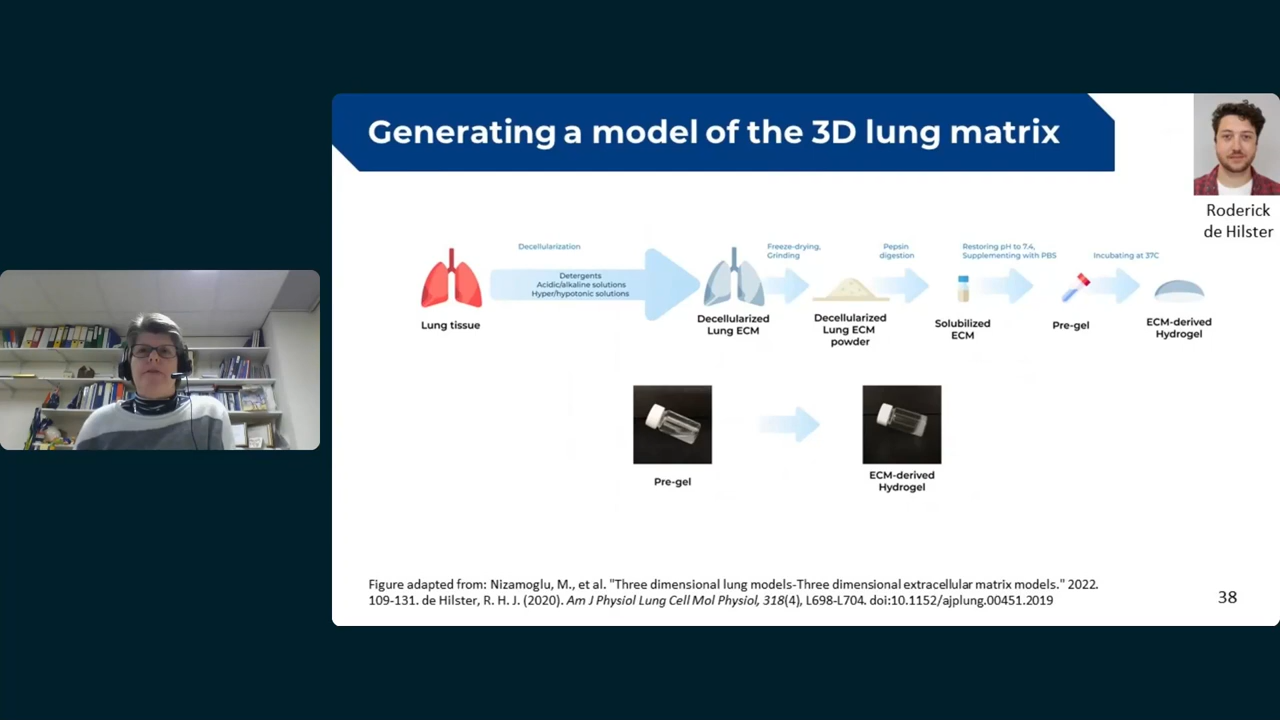 Generating a model of the 3D lung matrix
Roderick
de Hilster
Decellularization
Detergents
Acidic/alkaline solutions
Hyper/hypotonic solutions
Freeze-drying,
Grinding
Pepsin
digestion
Restoring pH to 7.4,
Supplementing with PBS
Incubating at 37C
Lung tissue
Decellularized
Lung ECM
Decellularized
Lung ECM
powder
Solubilized
ECM
Pre-gel
ECM-derived
Hydrogel
Pre-gel
ECM-derived
Hydrogel
Figure adapted from: Nizamoglu, M., et al. "Three dimensional lung models-Three dimensional extracellular matrix models." 2022.
109-131. de Hilster, R. H. J. (2020). Am J Physiol Lung Cell Mol Physiol, 318(4), L698-L704. doi:10.1152/ajplung.00451.2019
38